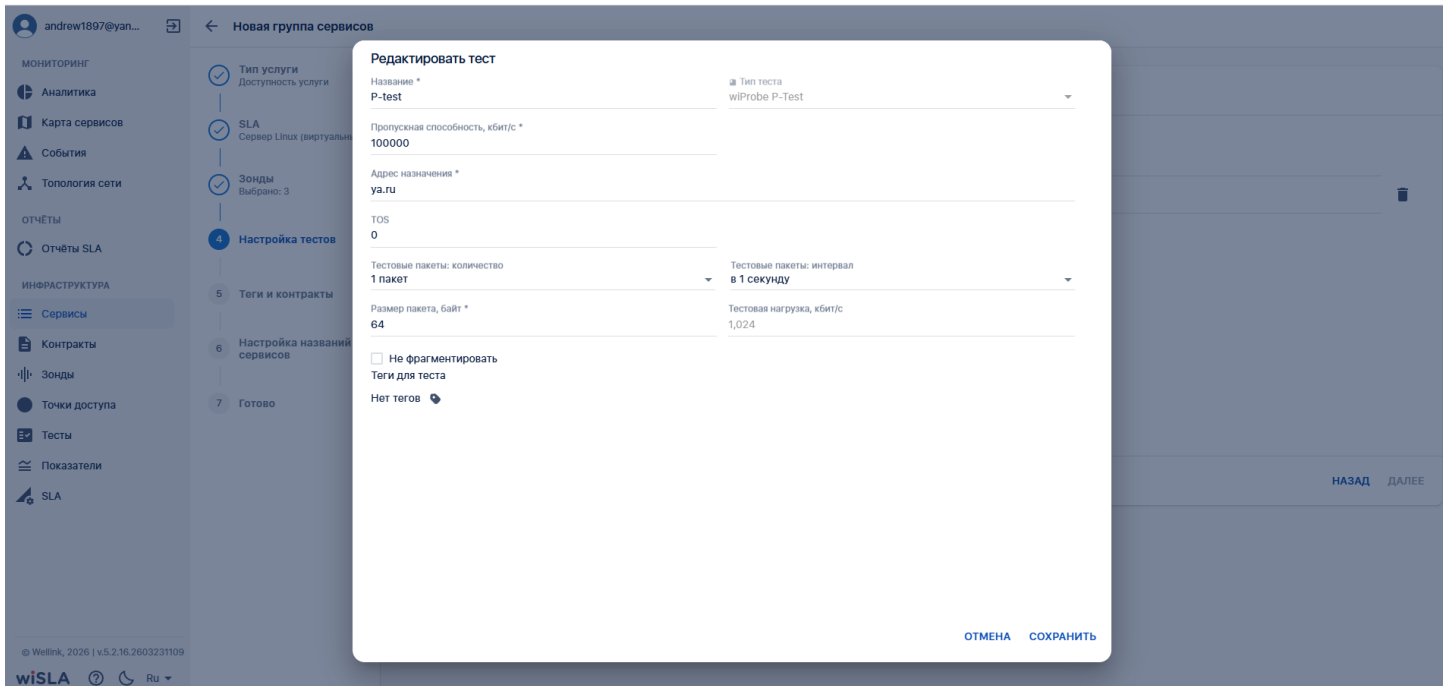 andrew1897@yan...
Новая группа сервисов
МОНИТОРИНГ
Аналитика
Карта сервисов
События
Топология сети
ОТЧЁТЫ
Отчёты SLA
ИНФРАСТРУКТУРА
Сервисы
Контракты
Зонды
Точки доступа
Тесты
Показатели
SLA
© Wellink, 2026 | v.5.2.16.2603231109
wiSLA
Ru
Тип услуги
Доступность услуги
SLA
Сервер Linux (виртуальн
Зонды
Выбрано: 3
4 Настройка тестов
5 Теги и контракты
6 Настройка названий
сервисов
7 Готово
Редактировать тест
Название *
P-test
Тип теста
wiProbe P-Test
Пропускная способность, кбит/с *
100000
Адрес назначения *
ya.ru
TOS
0
Тестовые пакеты: количество
1 пакет
Тестовые пакеты: интервал
в 1 секунду
Размер пакета, байт *
64
Тестовая нагрузка, кбит/с
1,024
Не фрагментировать
Теги для теста
Нет тегов
ОТМЕНА СОХРАНИТЬ
НАЗАД ДАЛЕЕ